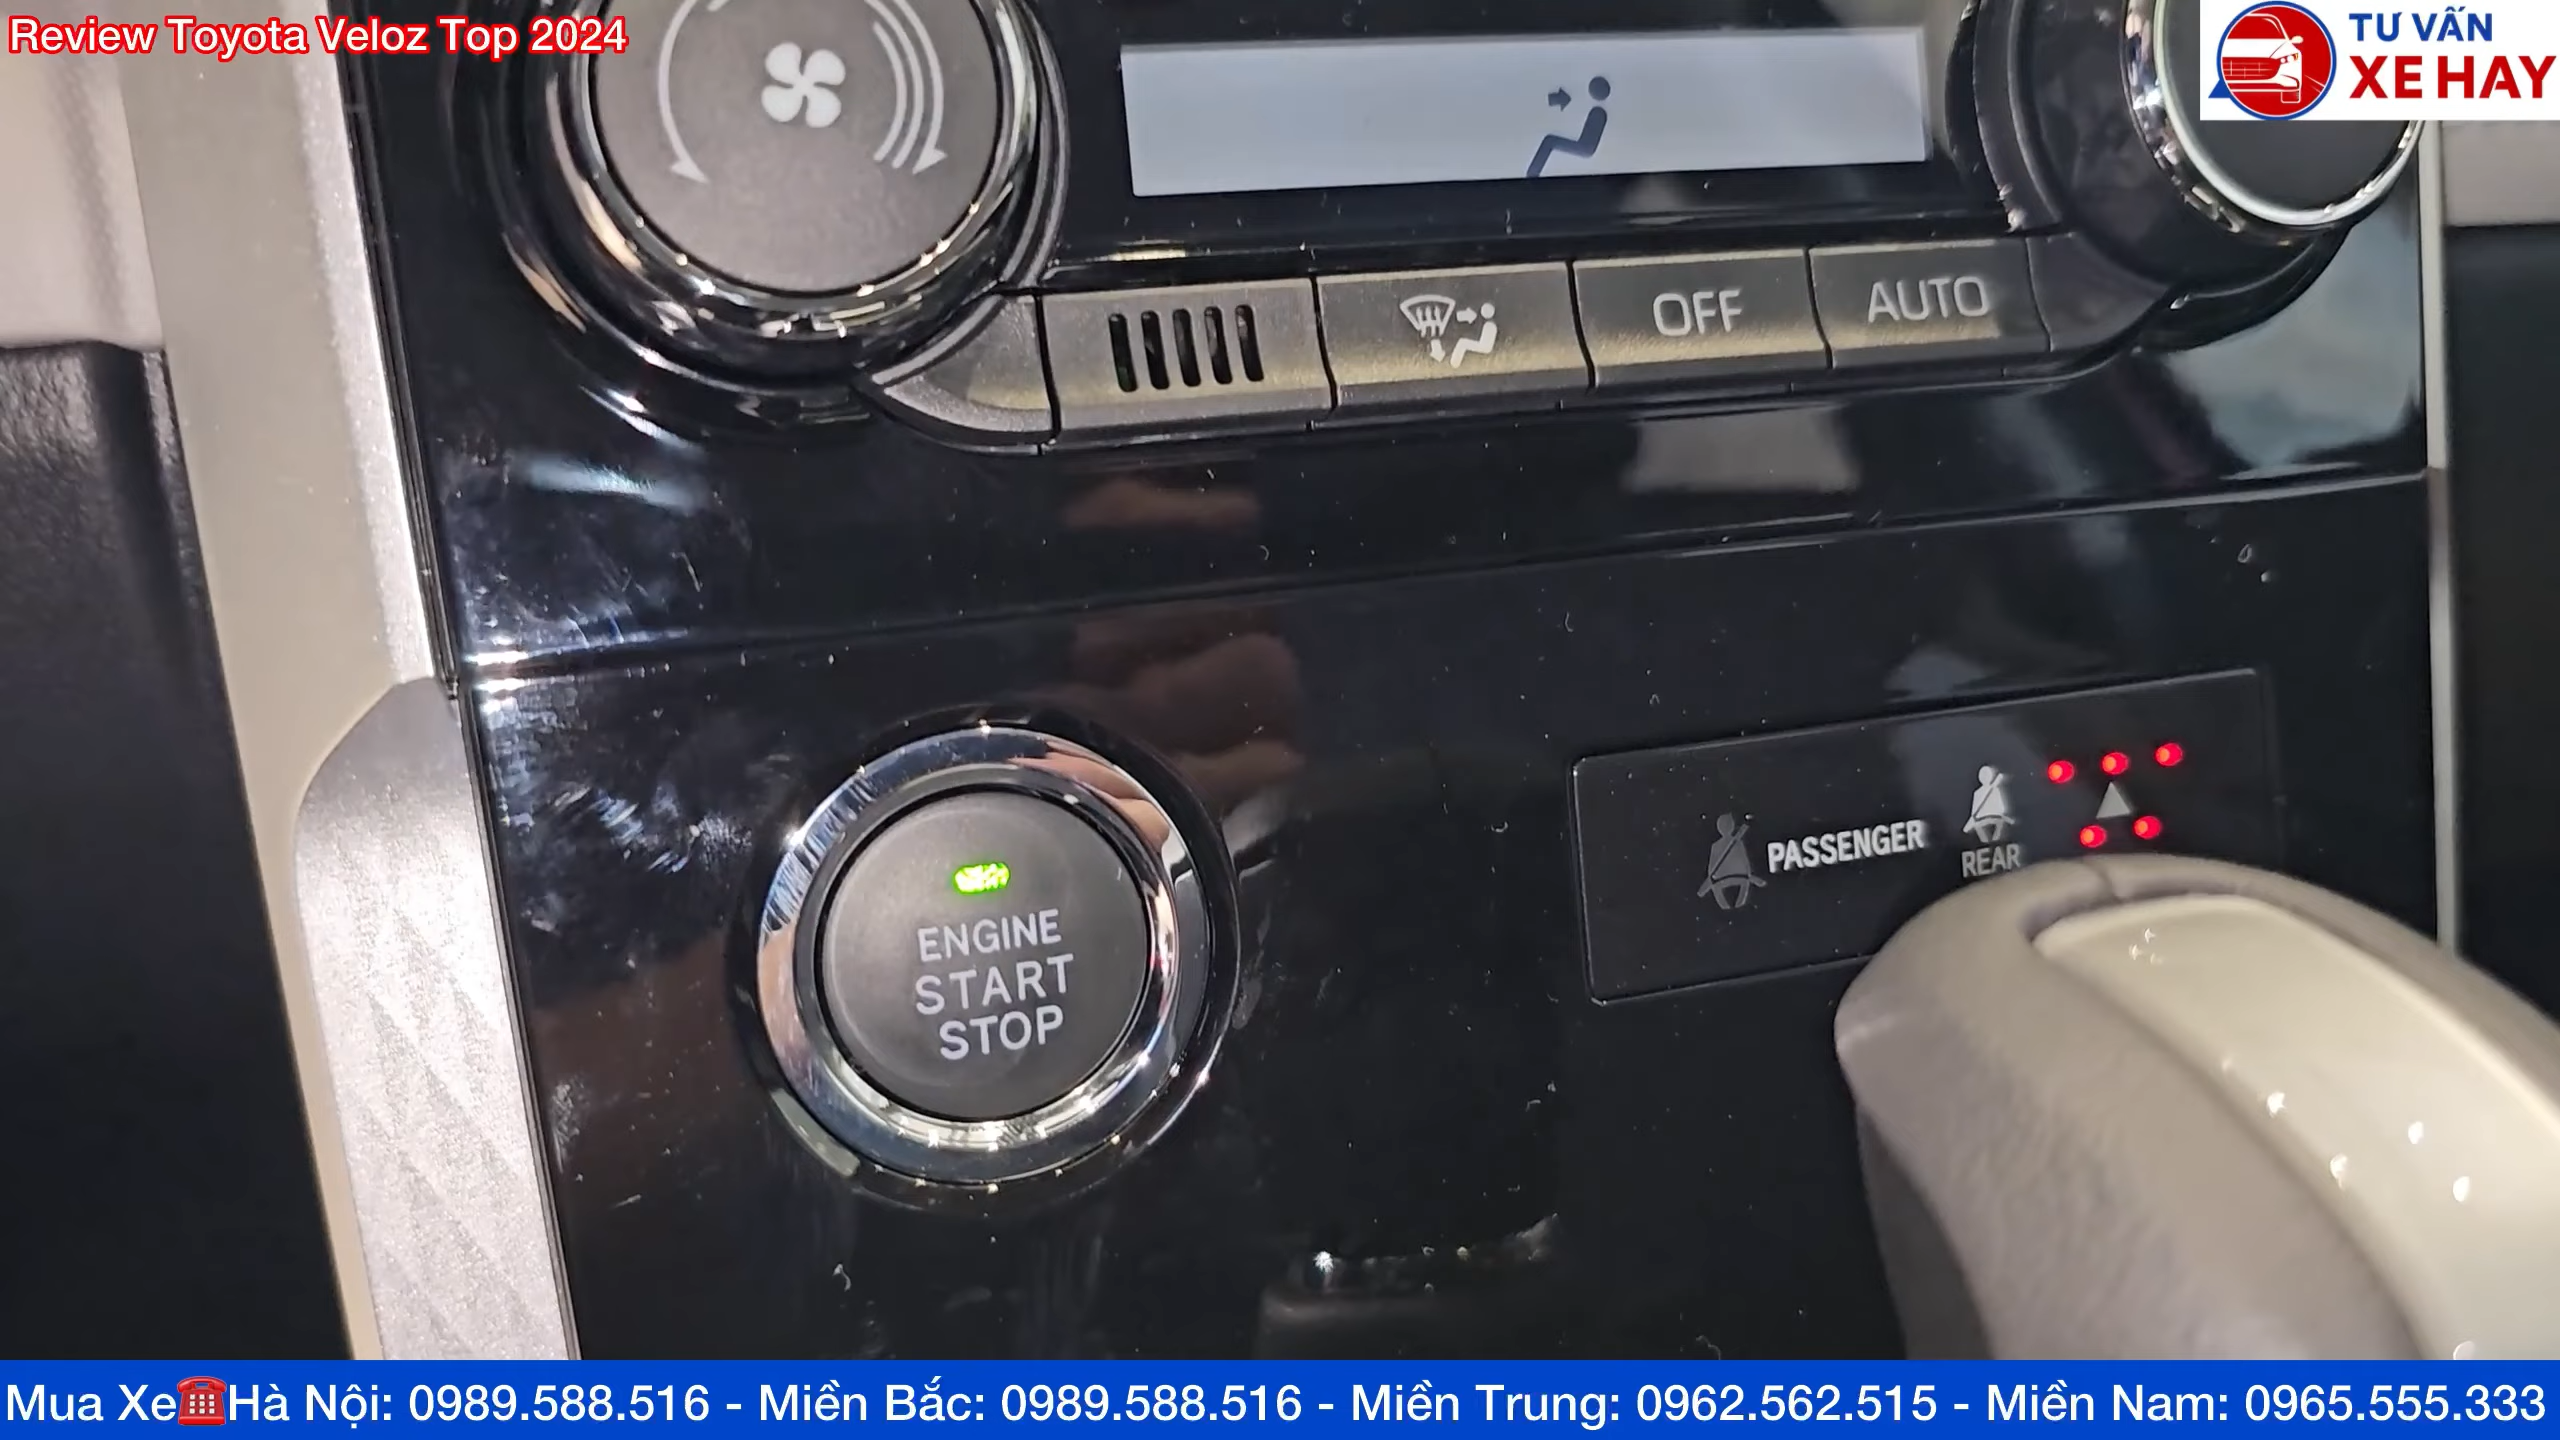 Review Toyota Veloz Top 2024
TƯ VẤN
XE HAY
OFF
AUTO
PASSENGER
REAR
ENGINE
START
STOP
Mua Xe☎Hà Nội: 0989.588.516 - Miền Bắc: 0989.588.516 - Miền Trung: 0962.562.515 - Miền Nam: 0965.555.333